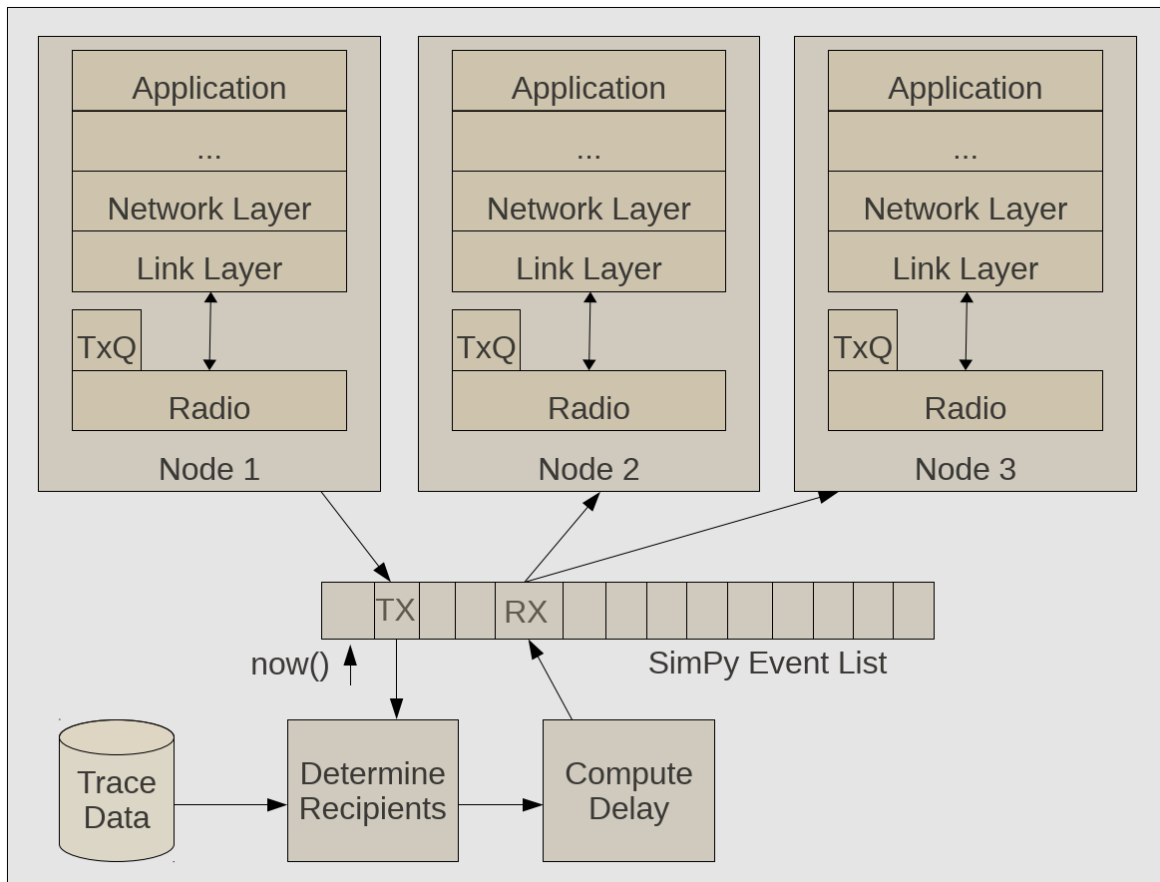 Application
...
Network Layer
Link Layer
TxQ
Radio
Node 1
Application
...
Network Layer
Link Layer
TxQ
Radio
Node 2
Application
...
Network Layer
Link Layer
TxQ
Radio
Node 3
TX
RX
now()
SimPy Event List
Trace
Data
Determine
Recipients
Compute
Delay